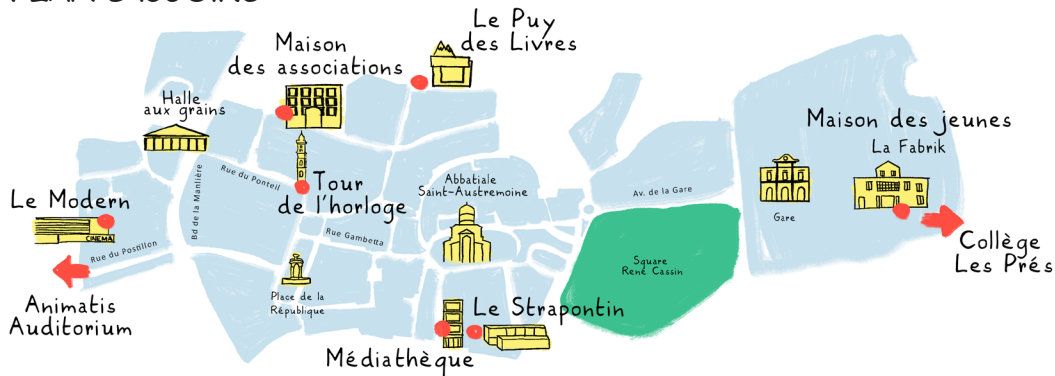 Le Puy
des Livres
Maison
des associations
Halle
aux grains
Maison des jeunes
La Fabrik
Rue du Ponteil
Abbatiale
Saint-Austremoine
Av. de la Gare
Gare
Tour
de l'horloge
Le Modern
Bd de la Manlière
CINEMA
Rue du Postillon
Rue Gambetta
Square
René Cassin
Collège
Les Prés
Animatis
Auditorium
Place de la
République
Le Strapontin
Médiathèque